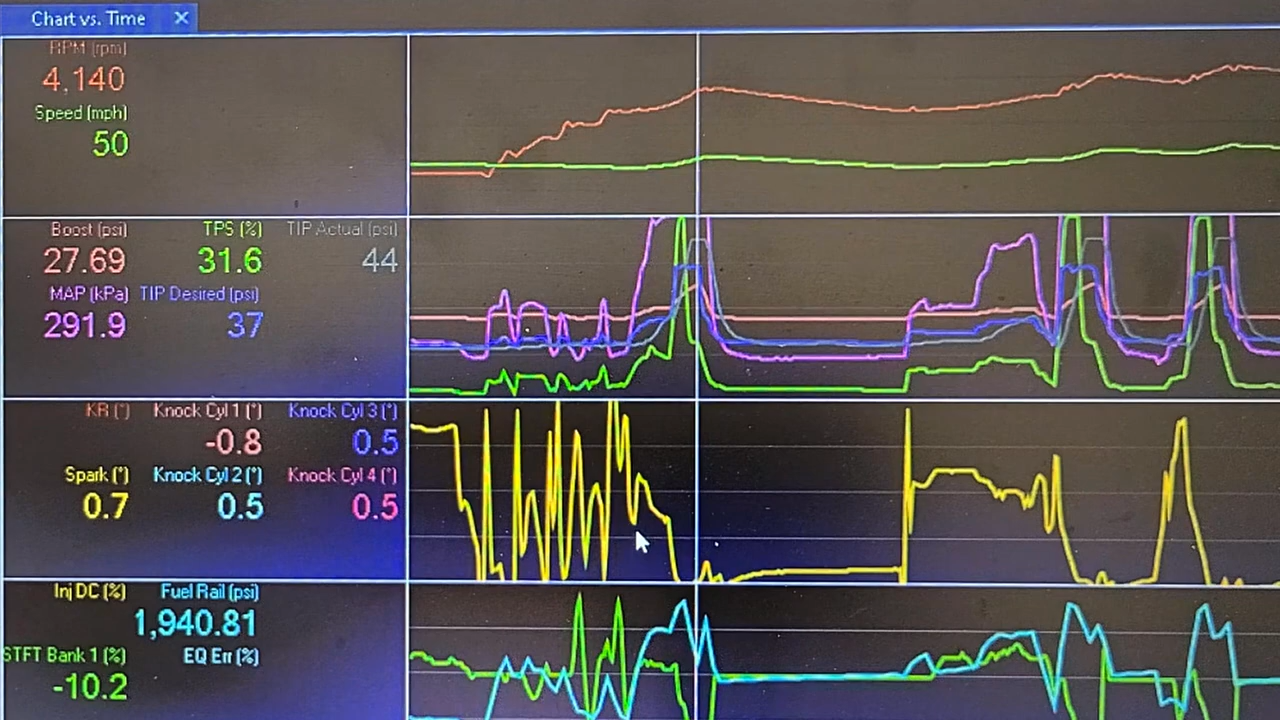 Chart vs. Time
RPM (rpm)
4,140
Speed (mph)
50
Boost (psi) TPS (%) TIP Actual (psi)
27.69 31.6 44
MAP (kPa) TIP Desired (psi)
291.9 37
KR (°) Knock Cyl 1 (°) Knock Cyl 3 (°)
-0.8 0.5
Spark (°) Knock Cyl 2 (°) Knock Cyl 4 (°)
0.7 0.5 0.5
Inj DC (%) Fuel Rail (psi)
1,940.81
STFT Bank 1 (%) EQ Err (%)
-10.2